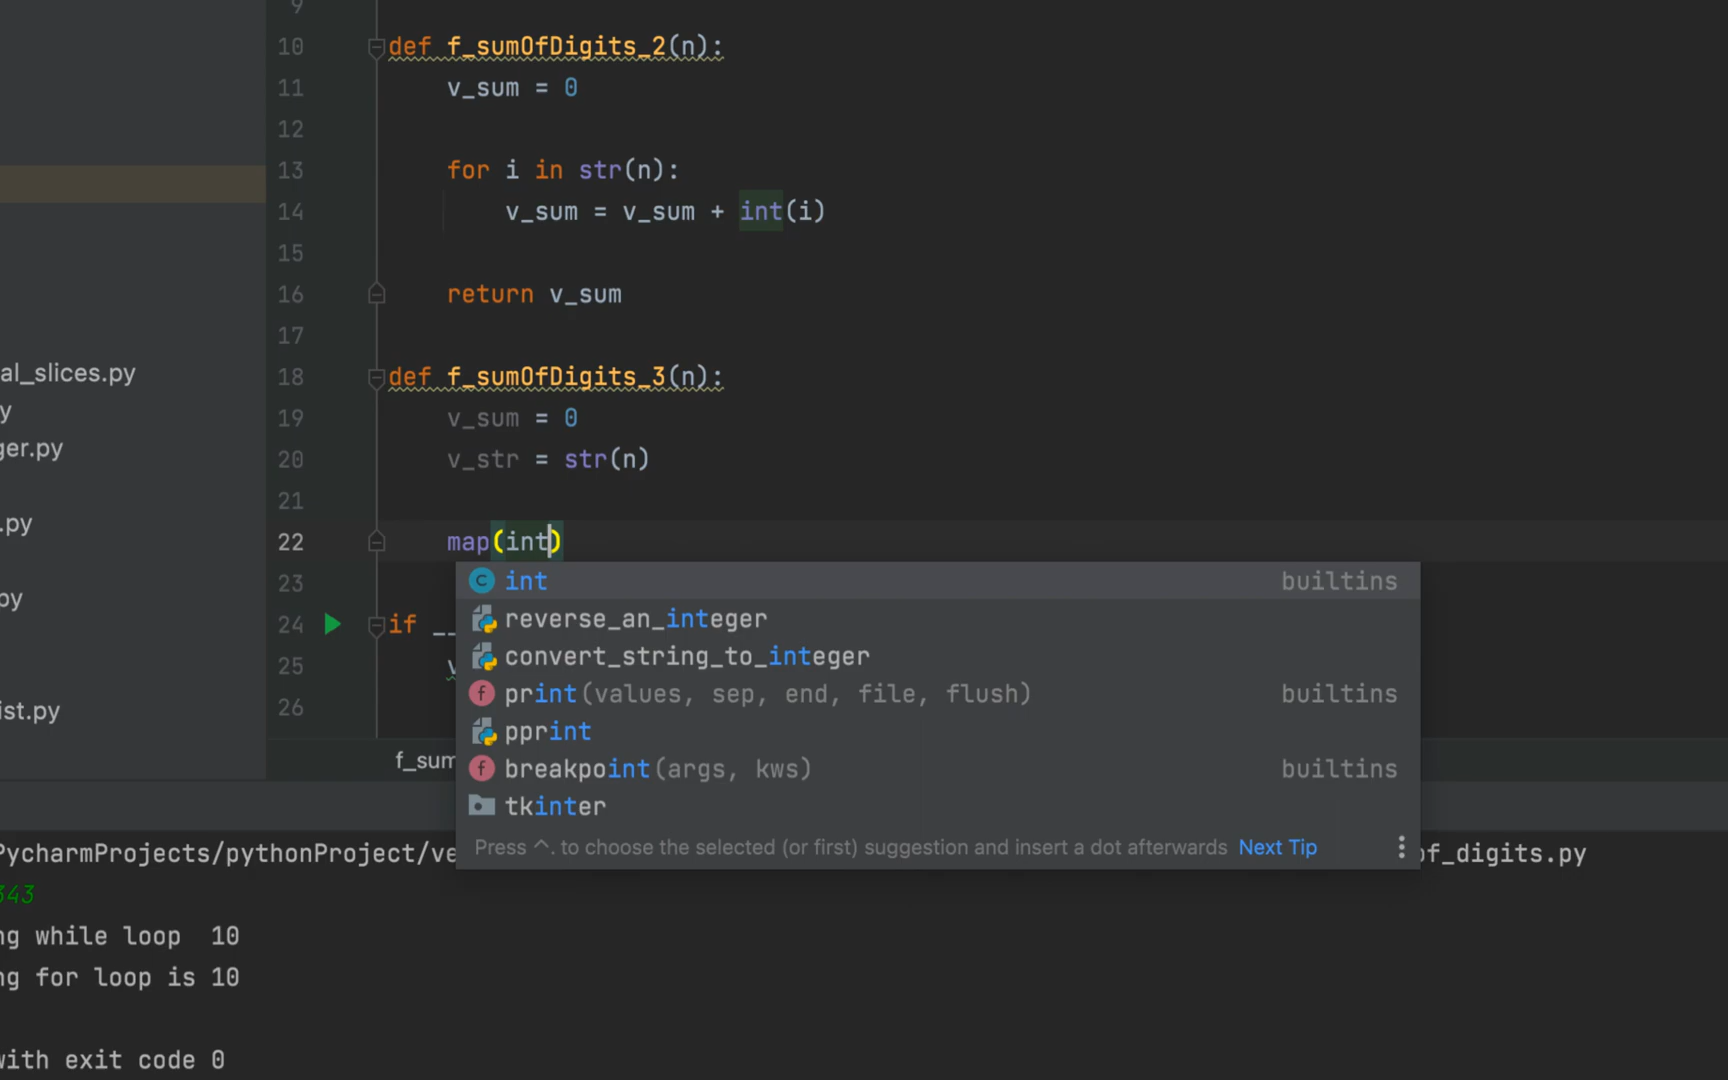 9
10 def f_sumOfDigits_2(n):
11 v_sum = 0
12
13 for i in str(n):
14 v_sum = v_sum + int(i)
15
16 return v_sum
17
18 def f_sumOfDigits_3(n):
19 v_sum = 0
20 v_str = str(n)
21
22 map(int)
23
24 if __
25 v
26
al_slices.py
y
ger.py
.py
py
ist.py
int builtins
reverse_an_integer
convert_string_to_integer
print(values, sep, end, file, flush) builtins
pprint
breakpoint(args, kws) builtins
tkinter
Press ^. to choose the selected (or first) suggestion and insert a dot afterwards Next Tip
f_sum
PycharmProjects/pythonProject/ve of_digits.py
343
ng while loop  10
ng for loop is 10
with exit code 0